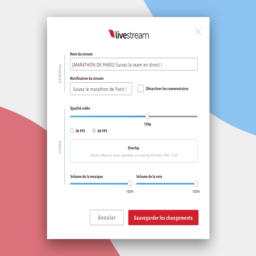 livestream
Nom du stream
[MARATHON DE PARIS] Suivez la team en direct !
Notification du stream
Suivez le marathon de Paris !
Désactiver les commentaires
Qualité vidéo
720p
30 FPS
60 FPS
Overlay
Volume de la musique
Volume de la voix
100%
100%
Annuler
Sauvegarder les changements